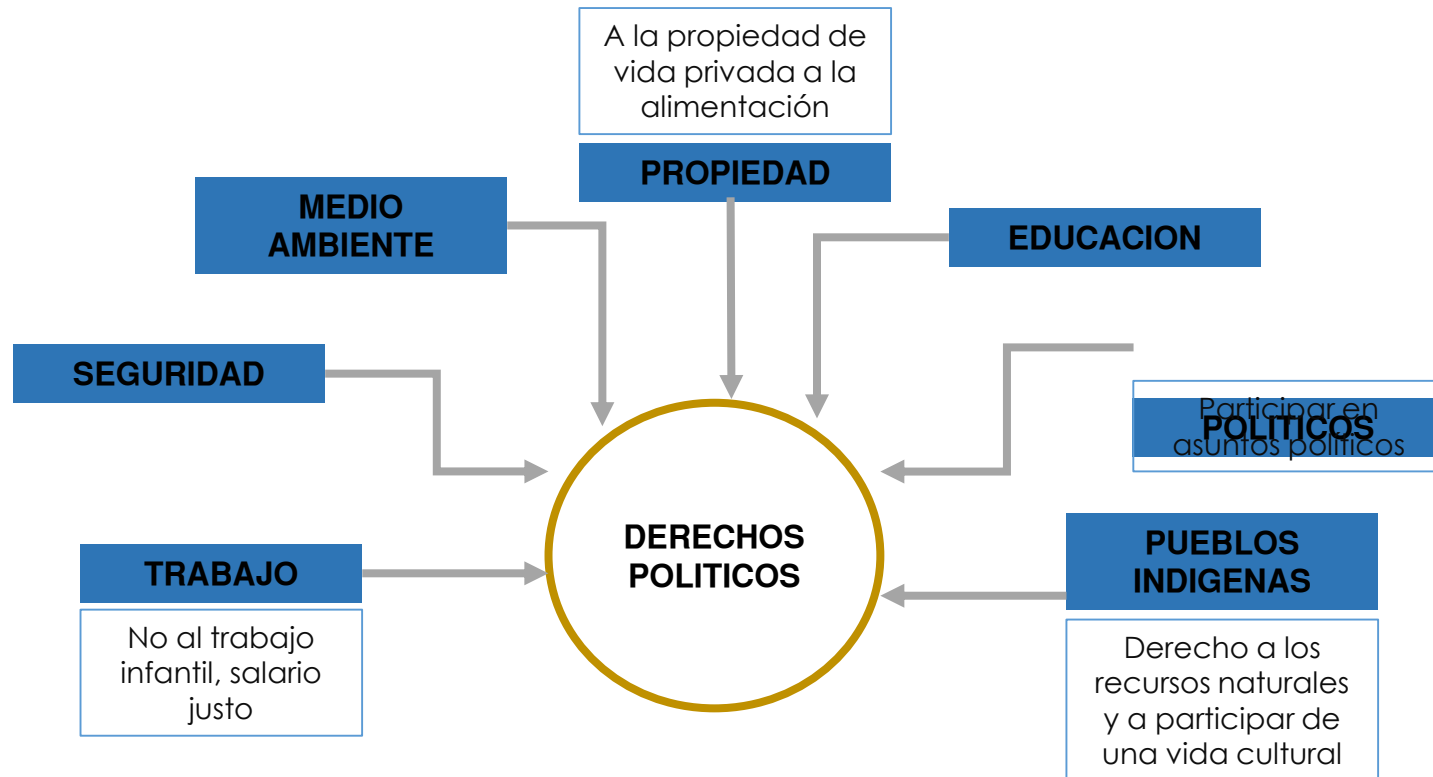 A la propiedad de
vida privada a la
alimentación
PROPIEDAD
MEDIO
AMBIENTE
EDUCACION
SEGURIDAD
Participar en
asuntos políticos
POLITICOS
DERECHOS
POLITICOS
TRABAJO
No al trabajo
infantil, salario
justo
PUEBLOS
INDIGENAS
Derecho a los
recursos naturales
y a participar de
una vida cultural